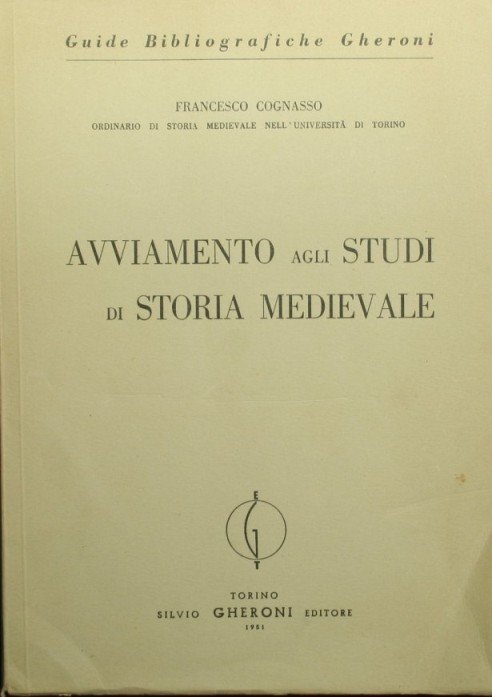 Guide Bibliografiche Gheroni
FRANCESCO COGNASSO
ORDINARIO DI STORIA MEDIEVALE NELL'UNIVERSITÀ DI TORINO
AVVIAMENTO AGLI STUDI
DI STORIA MEDIEVALE
E
G
T
TORINO
SILVIO GHERONI EDITORE
1951